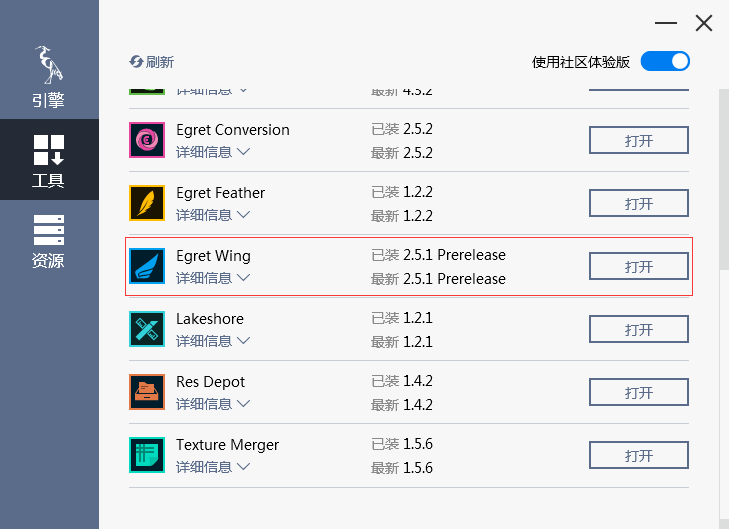 引擎
工具
资源
刷新
使用社区体验版
详细信息
最新 4.3.2
Egret Conversion
详细信息
已装 2.5.2
最新 2.5.2
打开
Egret Feather
详细信息
已装 1.2.2
最新 1.2.2
打开
Egret Wing
详细信息
已装 2.5.1 Prerelease
最新 2.5.1 Prerelease
打开
Lakeshore
详细信息
已装 1.2.1
最新 1.2.1
打开
Res Depot
详细信息
已装 1.4.2
最新 1.4.2
打开
Texture Merger
详细信息
已装 1.5.6
最新 1.5.6
打开